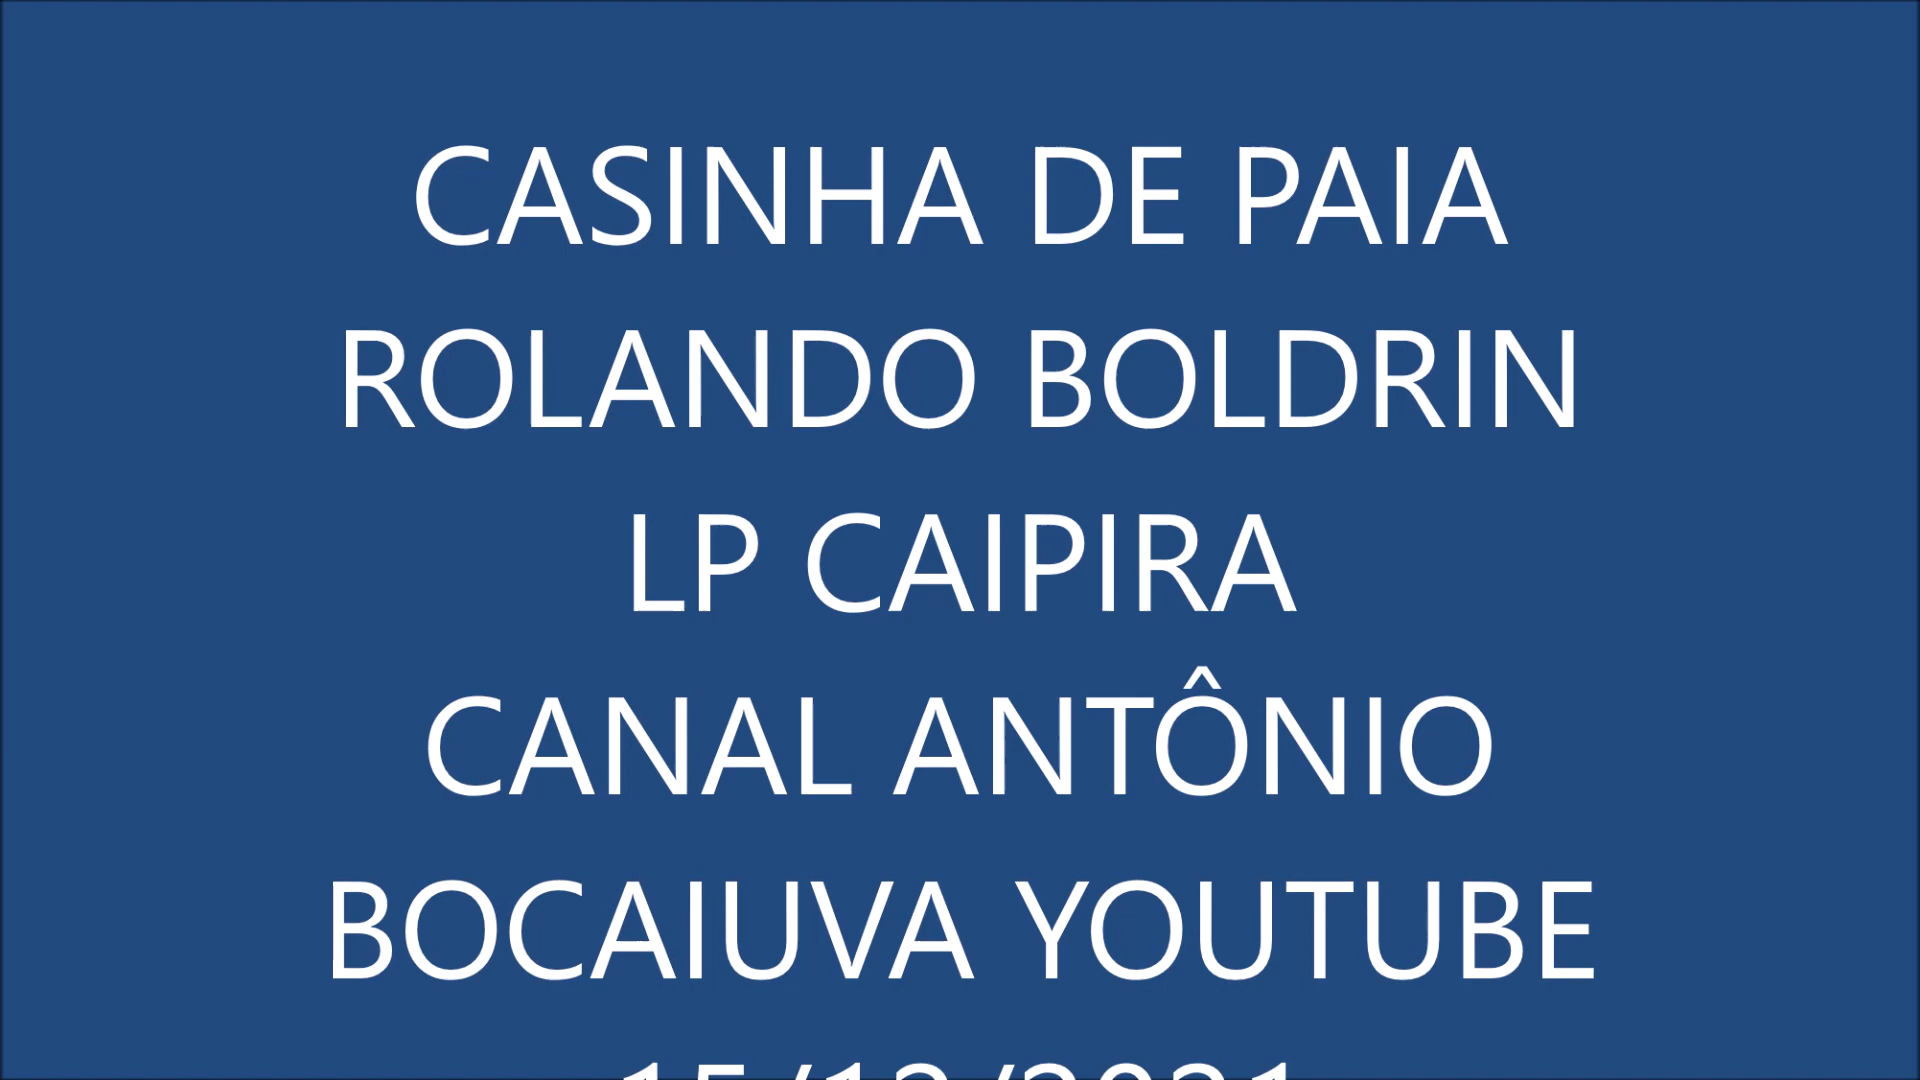 CASINHA DE PAIA
ROLANDO BOLDRIN
LP CAIPIRA
CANAL ANTÔNIO
BOCAIUVA YOUTUBE